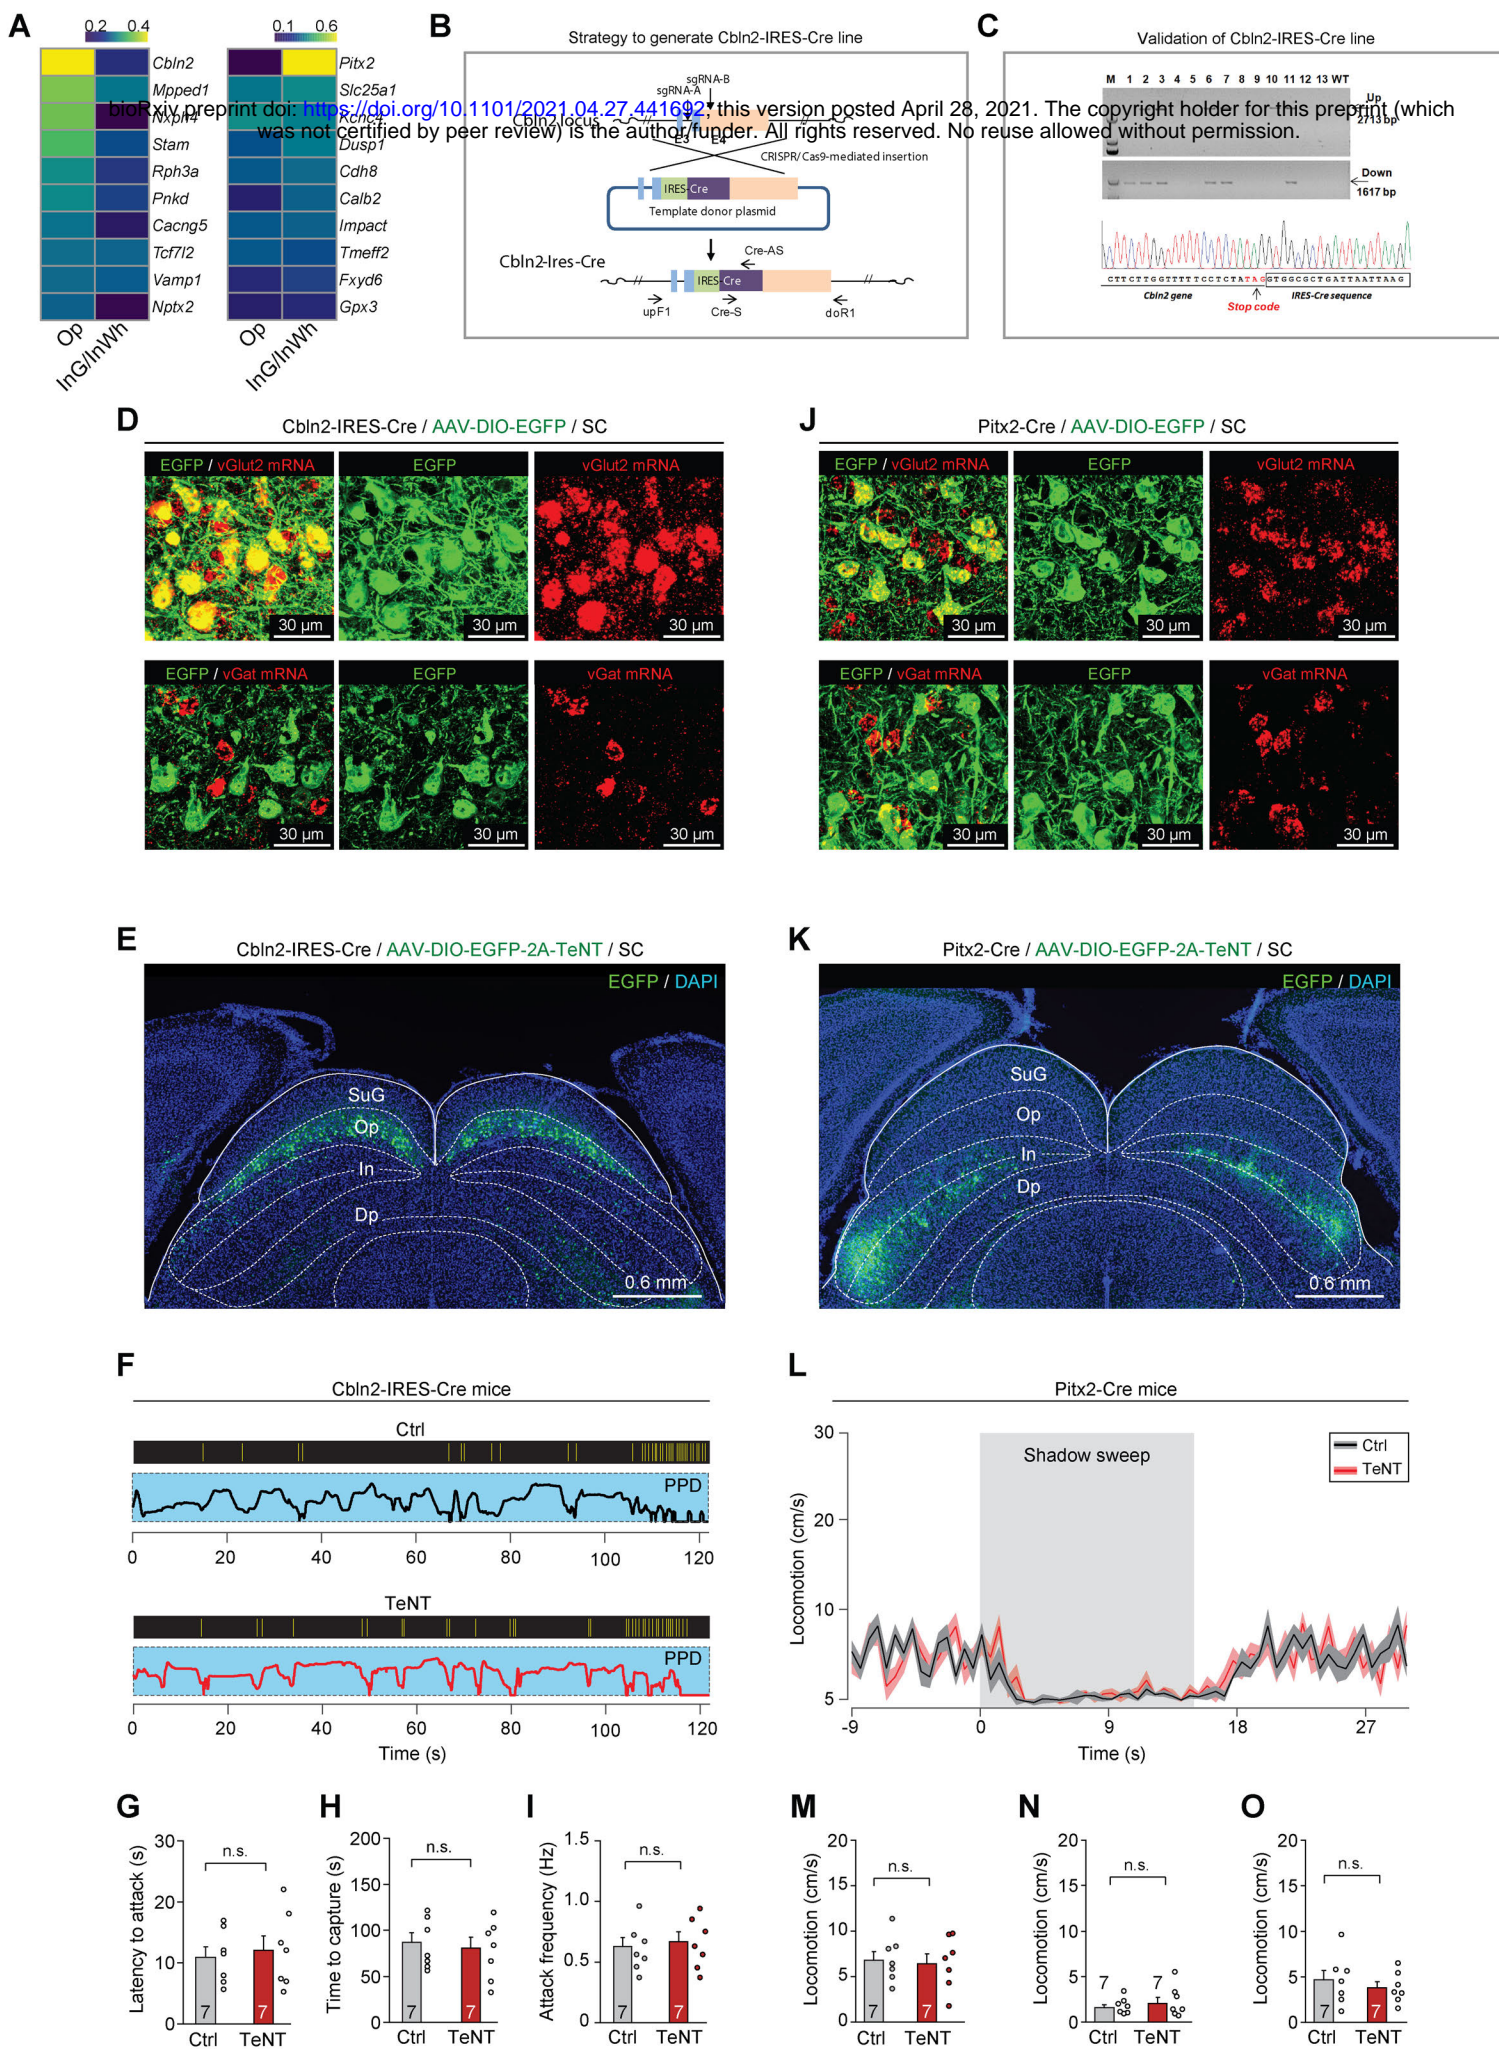 A
0.2 0.4
0.1 0.6
Cbln2
Mpped1
Nxph4
Stam
Rph3a
Pnkd
Cacng5
Tcf7l2
Vamp1
Nptx2
Op
InG/InWh
Pitx2
Slc25a1
Kcnc4
Dusp1
Cdh8
Calb2
Impact
Tmeff2
Fxyd6
Gpx3
Op
InG/InWh
bioRxiv preprint doi: https://doi.org/10.1101/2021.04.27.441692; this version posted April 28, 2021. The copyright holder for this preprint (which
was not certified by peer review) is the author/funder. All rights reserved. No reuse allowed without permission.
B
Strategy to generate Cbln2-IRES-Cre line
sgRNA-B
sgRNA-A
Cbln2 locus
E3 E4
CRISPR/Cas9-mediated insertion
IRES-Cre
Template donor plasmid
Cbln2-Ires-Cre
Cre-AS
IRES-Cre
upF1 Cre-S doR1
C
Validation of Cbln2-IRES-Cre line
M 1 2 3 4 5 6 7 8 9 10 11 12 13 WT
Up
2713 bp
Down
1617 bp
CTTCTTGGTTTTTCCTCTATAGGTGGCGCTGATTAATTAAG
Cbln2 gene IRES-Cre sequence
Stop code
D
Cbln2-IRES-Cre / AAV-DIO-EGFP / SC
EGFP / vGlut2 mRNA EGFP vGlut2 mRNA
30 µm 30 µm 30 µm
EGFP / vGat mRNA EGFP vGat mRNA
30 µm 30 µm 30 µm
J
Pitx2-Cre / AAV-DIO-EGFP / SC
EGFP / vGlut2 mRNA EGFP vGlut2 mRNA
30 µm 30 µm 30 µm
EGFP / vGat mRNA EGFP vGat mRNA
30 µm 30 µm 30 µm
E
Cbln2-IRES-Cre / AAV-DIO-EGFP-2A-TeNT / SC
EGFP / DAPI
SuG
Op
In
Dp
0.6 mm
K
Pitx2-Cre / AAV-DIO-EGFP-2A-TeNT / SC
EGFP / DAPI
SuG
Op
In
Dp
0.6 mm
F
Cbln2-IRES-Cre mice
Ctrl
PPD
0 20 40 60 80 100 120
TeNT
PPD
0 20 40 60 80 100 120
Time (s)
L
Pitx2-Cre mice
Locomotion (cm/s)
30
20
10
5
Shadow sweep
Ctrl
TeNT
-9 0 9 18 27
Time (s)
G
Latency to attack (s)
30
20
10
0
n.s.
7 7
Ctrl TeNT
H
Time to capture (s)
200
150
100
50
0
n.s.
7 7
Ctrl TeNT
I
Attack frequency (Hz)
1.5
1.0
0.5
0
n.s.
7 7
Ctrl TeNT
M
Locomotion (cm/s)
20
15
10
5
0
n.s.
7 7
Ctrl TeNT
N
Locomotion (cm/s)
20
15
10
5
0
n.s.
7 7
Ctrl TeNT
O
Locomotion (cm/s)
20
15
10
5
0
n.s.
7 7
Ctrl TeNT